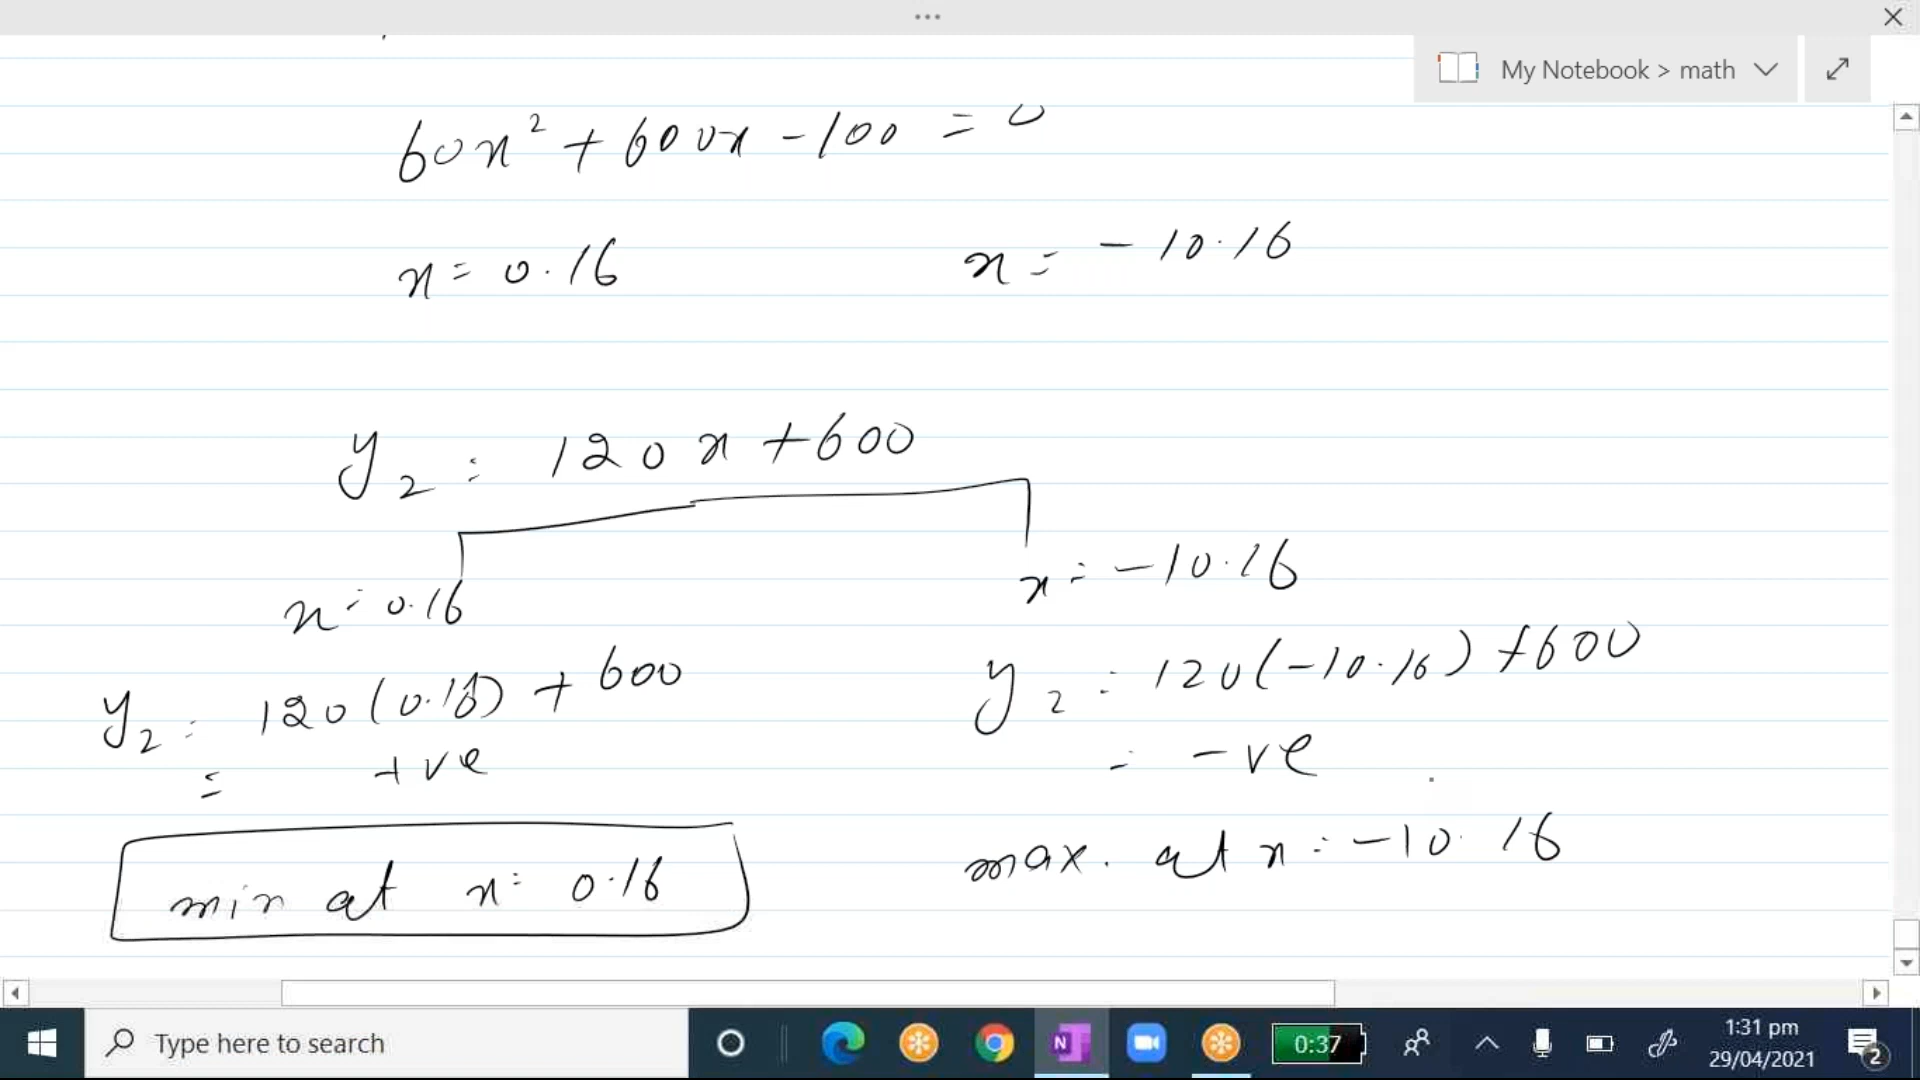 My Notebook > math
60x² + 600x - 100 = 0
x = 0.16
x = - 10.16
y₂ = 120x + 600
x = 0.16
x = -10.16
y₂ = 120(0.16) + 600
= +ve
y₂ = 120(-10.16) + 600
= -ve
min at x = 0.16
max. at x = -10.16
Type here to search
0:37
1:31 pm
29/04/2021
2